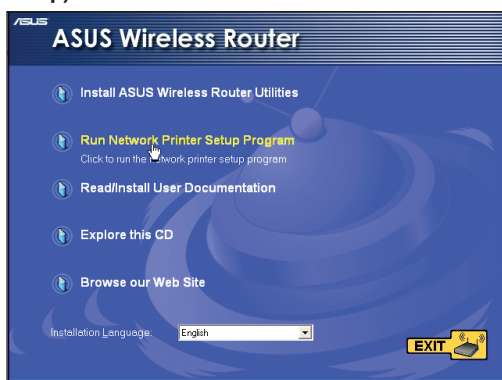 ASUS
ASUS Wireless Router
Install ASUS Wireless Router Utilities
Run Network Printer Setup Program
Click to run the network printer setup program
Read/Install User Documentation
Explore this CD
Browse our Web Site
Installation Language: English
EXIT